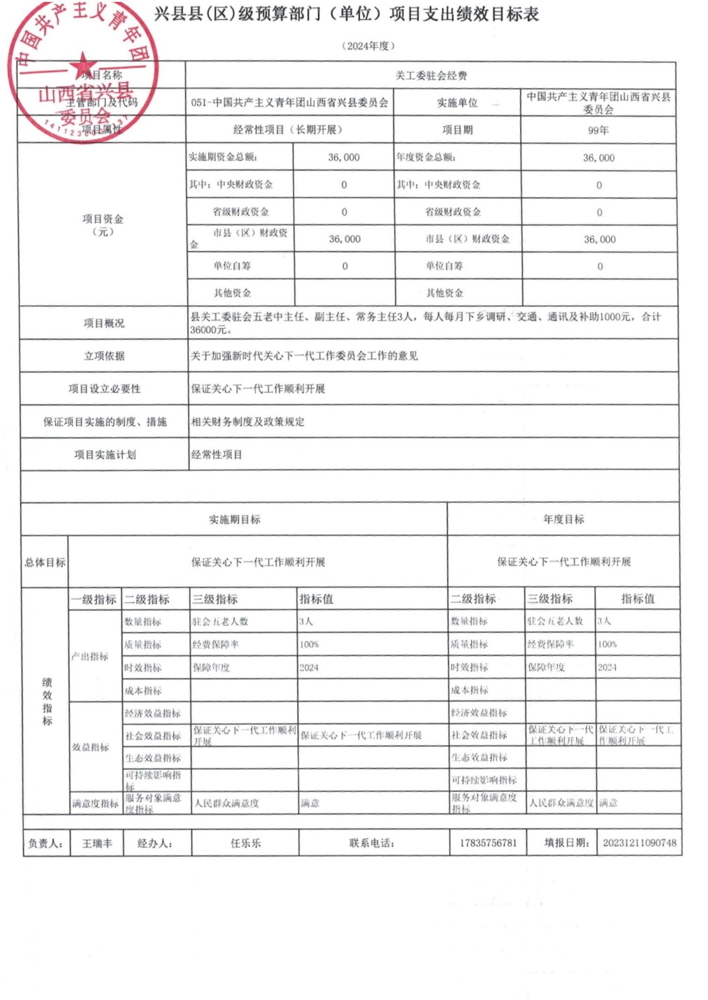 兴县县(区)级预算部门（单位）项目支出绩效目标表
（2024年度）
中国共产主义青年团
山西省兴县
委员会
项目名称 关工委驻会经费
主管部门及代码 051-中国共产主义青年团山西省兴县委员会 实施单位 中国共产主义青年团山西省兴县
委员会
项目属性 经常性项目（长期开展） 项目期 99年
项目资金
（元）
实施期资金总额： 36,000 年度资金总额： 36,000
其中：中央财政资金 0 其中：中央财政资金 0
省级财政资金 0 省级财政资金 0
市县（区）财政资
金 36,000 市县（区）财政资金 36,000
单位自筹 0 单位自筹 0
其他资金 其他资金
项目概况 县关工委驻会五老中主任、副主任、常务主任3人，每人每月下乡调研、交通、通讯及补助1000元，合计
36000元。
立项依据 关于加强新时代关心下一代工作委员会工作的意见
项目设立必要性 保证关心下一代工作顺利开展
保证项目实施的制度、措施 相关财务制度及政策规定
项目实施计划 经常性项目
实施期目标 年度目标
总体目标 保证关心下一代工作顺利开展 保证关心下一代工作顺利开展
绩
效
指
标
一级指标 二级指标 三级指标 指标值 二级指标 三级指标 指标值
产出指标
数量指标 驻会五老人数 3人 数量指标 驻会五老人数 3人
质量指标 经费保障率 100% 质量指标 经费保障率 100%
时效指标 保障年度 2024 时效指标 保障年度 2024
成本指标 成本指标
效益指标
经济效益指标 经济效益指标
社会效益指标 保证关心下一代工作顺利
开展 保证关心下一代工作顺利开展 社会效益指标 保证关心下一代
工作顺利开展 保证关心下一代工
作顺利开展
生态效益指标 生态效益指标
可持续影响指
标 可持续影响指标
满意度指标 服务对象满意
度指标 人民群众满意度 满意 服务对象满意度
指标 人民群众满意度 满意
负责人： 王瑞丰 经办人： 任乐乐 联系电话： 17835756781 填报日期： 20231211090748